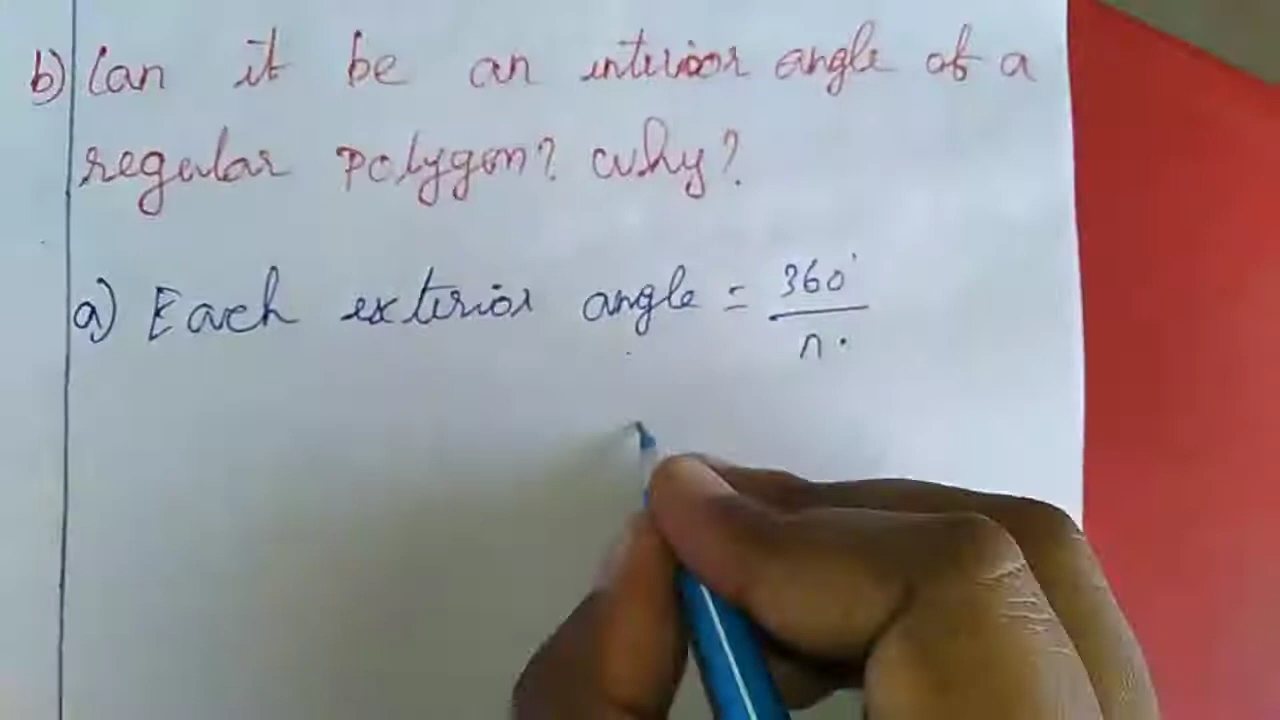 b) Can it be an interior angle of a
regular polygon? why?
a) Each exterior angle = 360°
n.